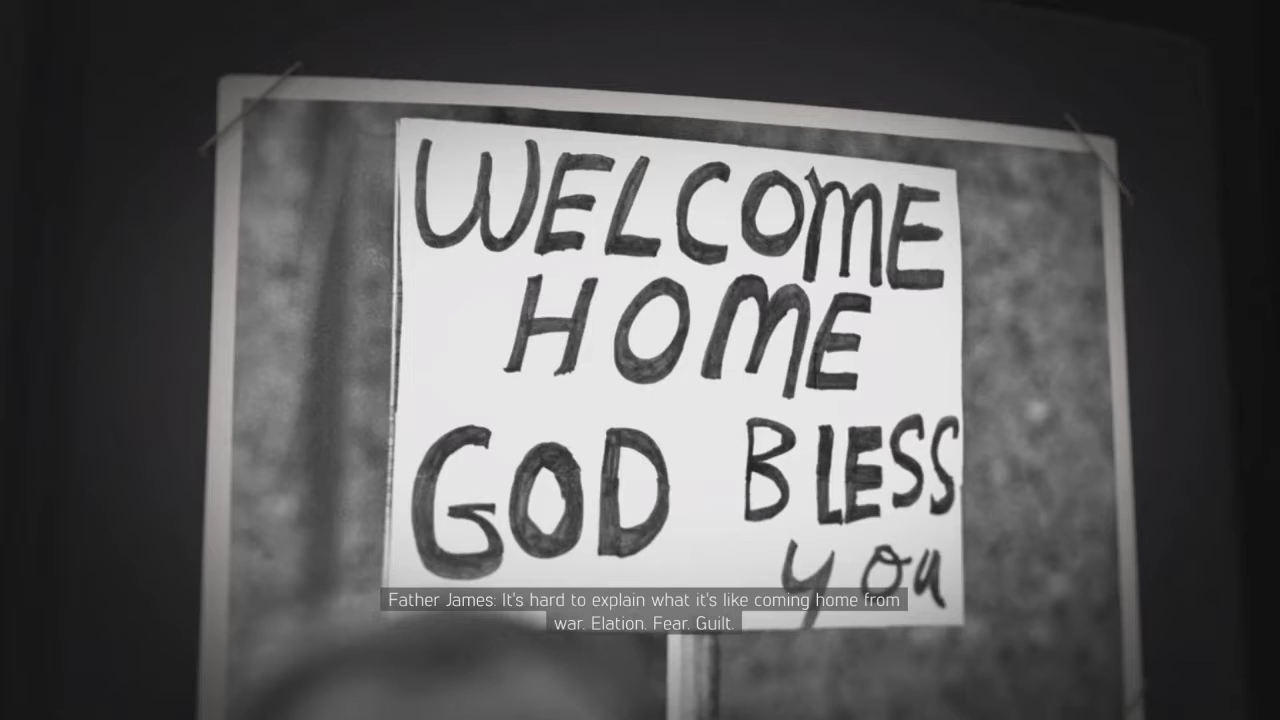 WELCOME
HOME
GOD BLESS
you
Father James: It's hard to explain what it's like coming home from
war. Elation. Fear. Guilt.